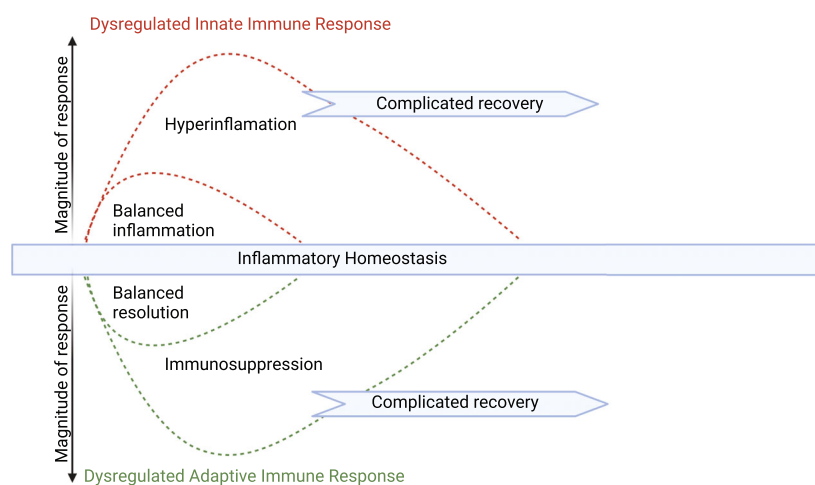 Dysregulated Innate Immune Response
Magnitude of response
Complicated recovery
Hyperinflamation
Balanced
inflammation
Inflammatory Homeostasis
Balanced
resolution
Magnitude of response
Immunosuppression
Complicated recovery
Dysregulated Adaptive Immune Response